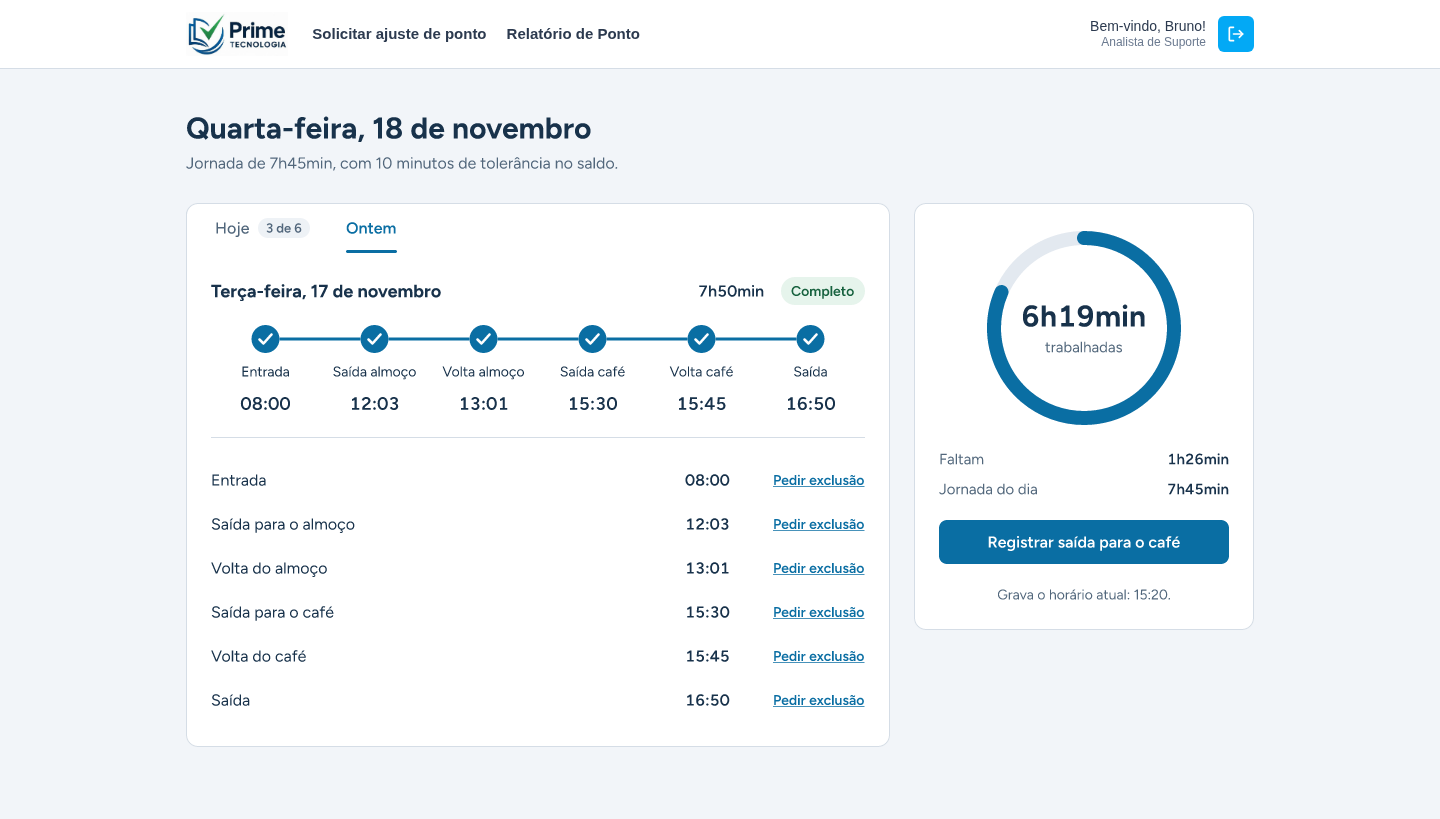 Prime
TECNOLOGIA
Solicitar ajuste de ponto
Relatório de Ponto
Bem-vindo, Bruno!
Analista de Suporte
Quarta-feira, 18 de novembro
Jornada de 7h45min, com 10 minutos de tolerância no saldo.
Hoje 3 de 6 Ontem
Terça-feira, 17 de novembro 7h50min Completo
Entrada Saída almoço Volta almoço Saída café Volta café Saída
08:00 12:03 13:01 15:30 15:45 16:50
Entrada 08:00 Pedir exclusão
Saída para o almoço 12:03 Pedir exclusão
Volta do almoço 13:01 Pedir exclusão
Saída para o café 15:30 Pedir exclusão
Volta do café 15:45 Pedir exclusão
Saída 16:50 Pedir exclusão
6h19min
trabalhadas
Faltam 1h26min
Jornada do dia 7h45min
Registrar saída para o café
Grava o horário atual: 15:20.